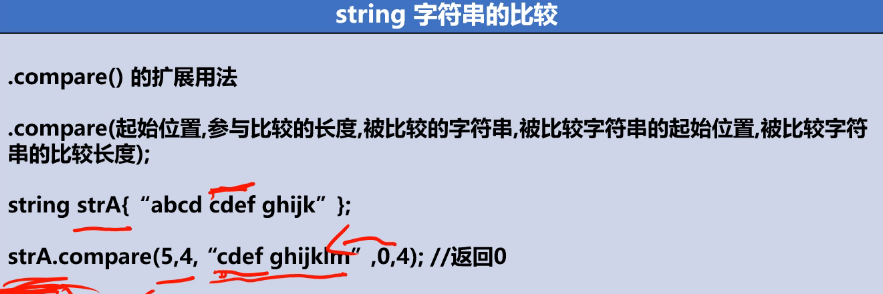 string 字符串的比较
.compare() 的扩展用法
.compare(起始位置,参与比较的长度,被比较的字符串,被比较字符串的起始位置,被比较字符
串的比较长度);
string strA{“abcd cdef ghijk”};
strA.compare(5,4,“cdef ghijklm”,0,4); //返回0